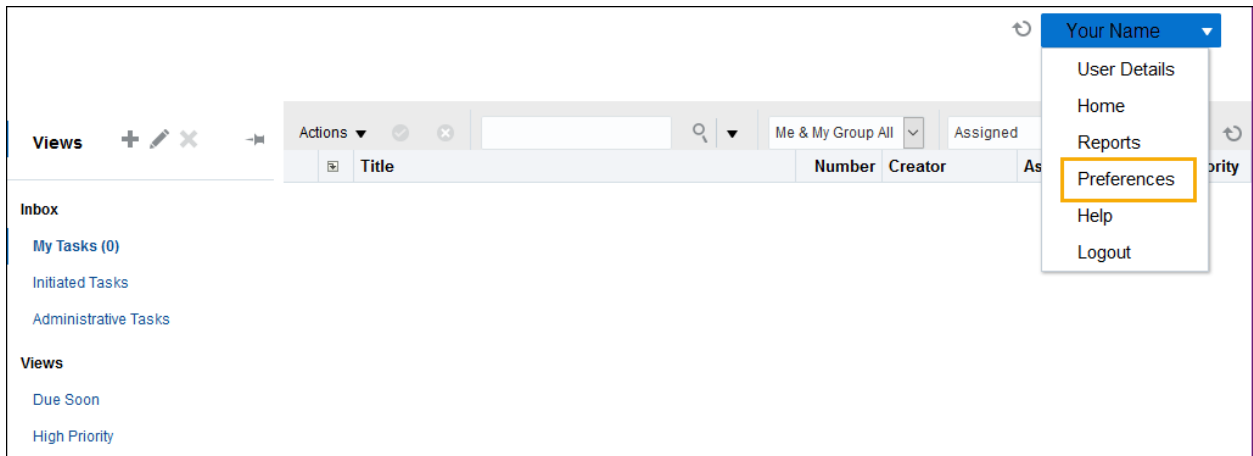 Your Name
User Details
Home
Reports
Preferences
Help
Logout
Views
Actions
Me & My Group All
Assigned
Title
Number
Creator
Inbox
My Tasks (0)
Initiated Tasks
Administrative Tasks
Views
Due Soon
High Priority